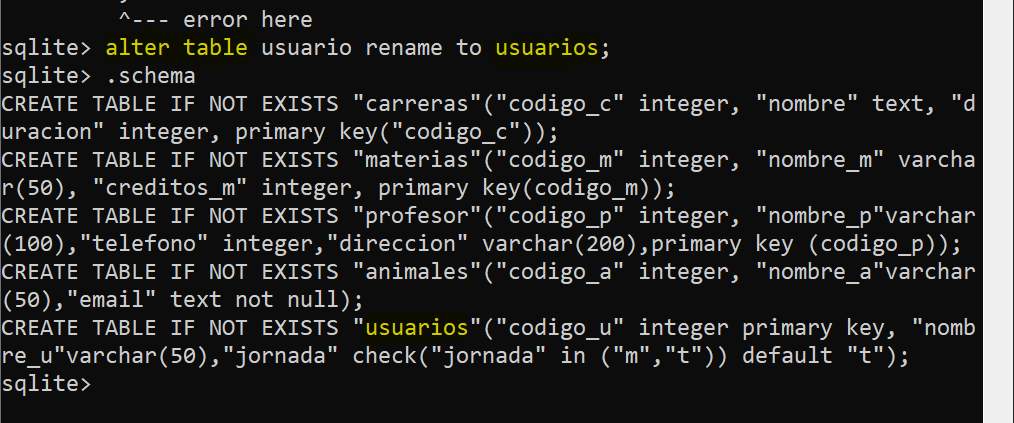 ^--- error here
sqlite> alter table usuario rename to usuarios;
sqlite> .schema
CREATE TABLE IF NOT EXISTS "carreras"("codigo_c" integer, "nombre" text, "d
uracion" integer, primary key("codigo_c"));
CREATE TABLE IF NOT EXISTS "materias"("codigo_m" integer, "nombre_m" varcha
r(50), "creditos_m" integer, primary key(codigo_m));
CREATE TABLE IF NOT EXISTS "profesor"("codigo_p" integer, "nombre_p"varchar
(100),"telefono" integer,"direccion" varchar(200),primary key (codigo_p));
CREATE TABLE IF NOT EXISTS "animales"("codigo_a" integer, "nombre_a"varchar
(50),"email" text not null);
CREATE TABLE IF NOT EXISTS "usuarios"("codigo_u" integer primary key, "nomb
re_u"varchar(50),"jornada" check("jornada" in ("m","t")) default "t");
sqlite>